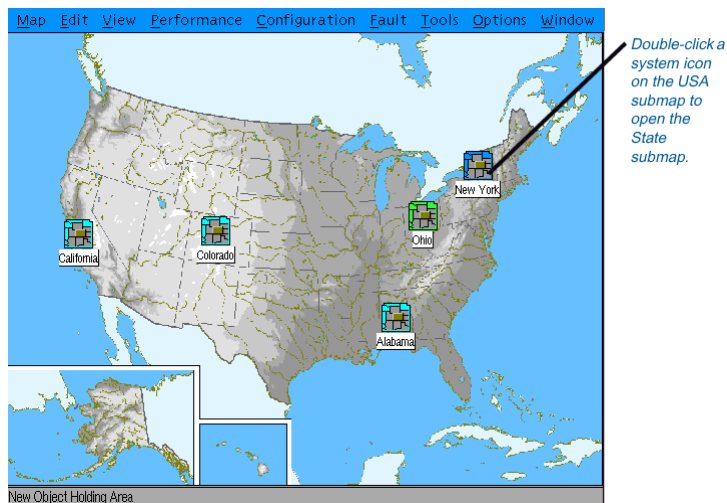 Map Edit View Performance Configuration Fault Tools Options Window
Double-click a
system icon
on the USA
submap to
open the
State
submap.
New York
Ohio
California
Colorado
Alabama
New Object Holding Area